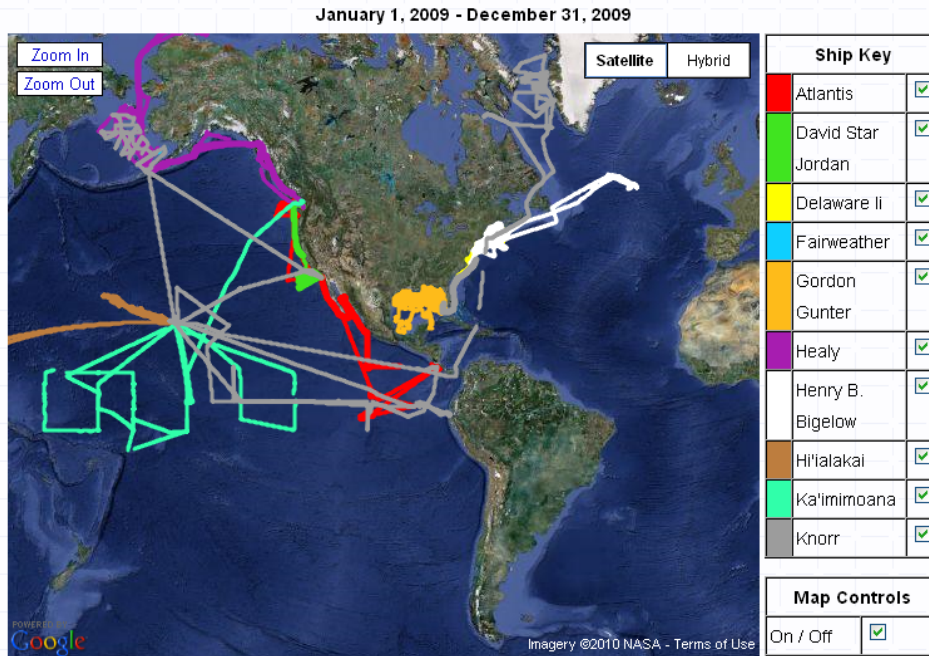 January 1, 2009 - December 31, 2009
Zoom In
Zoom Out
Satellite
Hybrid
Ship Key
Atlantis
David Star
Jordan
Delaware Ii
Fairweather
Gordon
Gunter
Healy
Henry B.
Bigelow
Hi'ialakai
Ka'imimoana
Knorr
Map Controls
On / Off
POWERED BY
Google
Imagery ©2010 NASA - Terms of Use